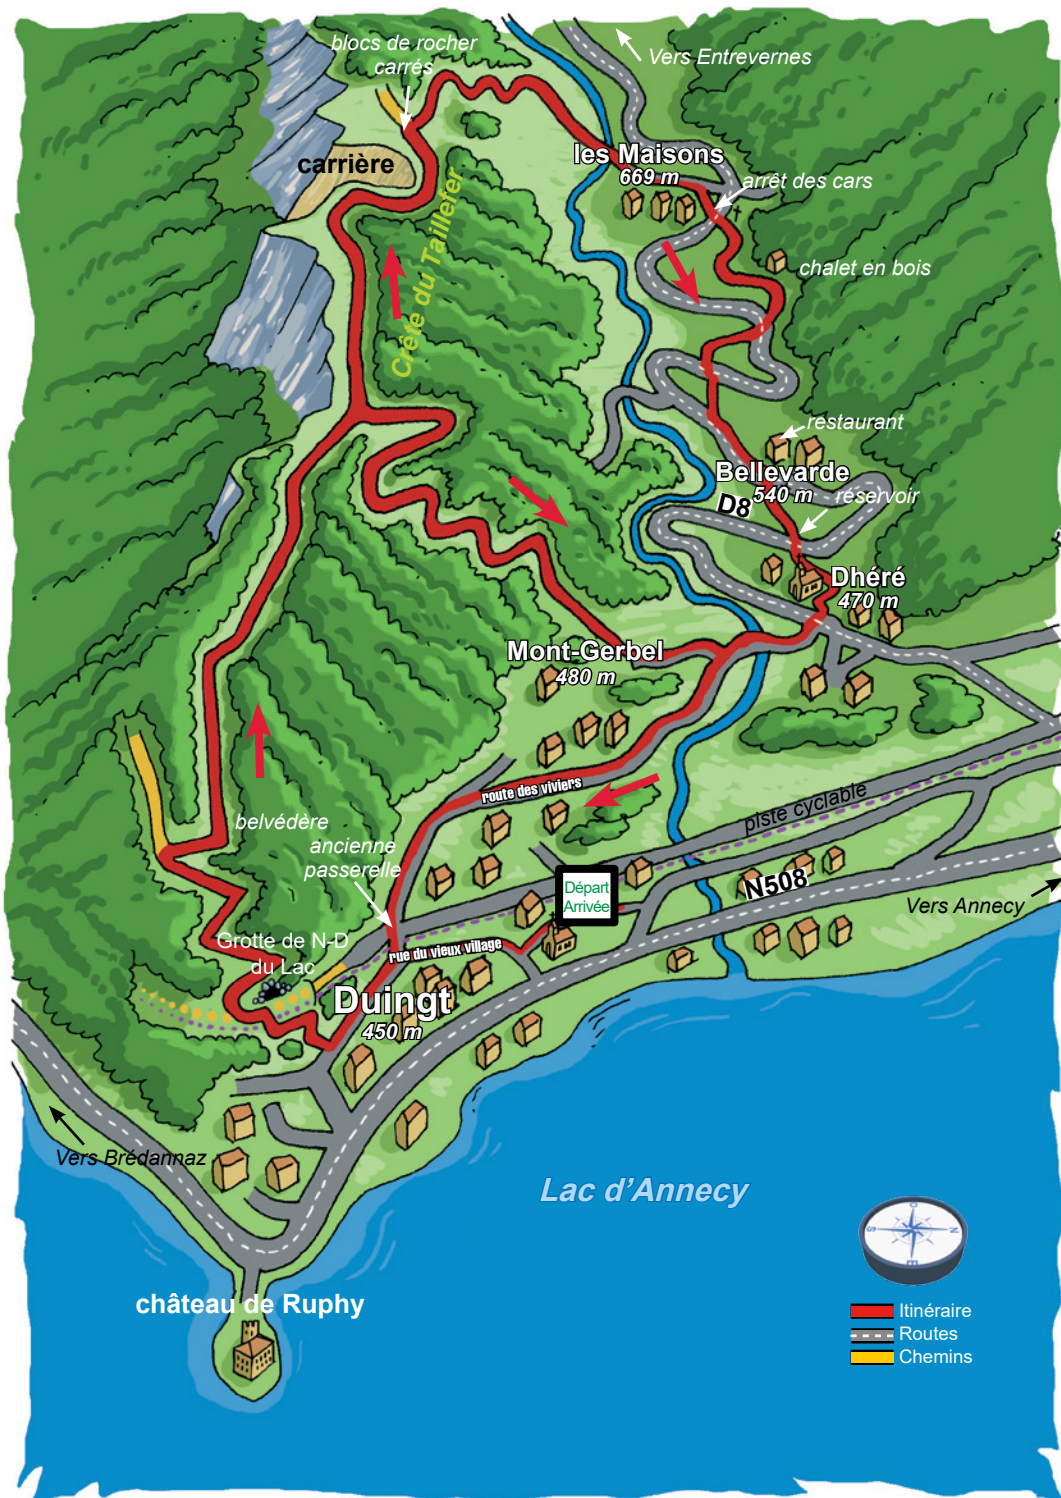 blocs de rocher
carrés
Vers Entrevernes
carrière
les Maisons
669 m
arrêt des cars
Crête du Taillefer
chalet en bois
restaurant
Bellevarde
540 m
réservoir
D8
Dhéré
470 m
Mont-Gerbel
480 m
route des viviers
belvédère
ancienne
passerelle
piste cyclable
Départ
Arrivée
N508
Vers Annecy
Grotte de N-D
du Lac
rue du vieux village
Duingt
450 m
Vers Brédannaz
Lac d’Annecy
O
S
N
E
château de Ruphy
Itinéraire
Routes
Chemins